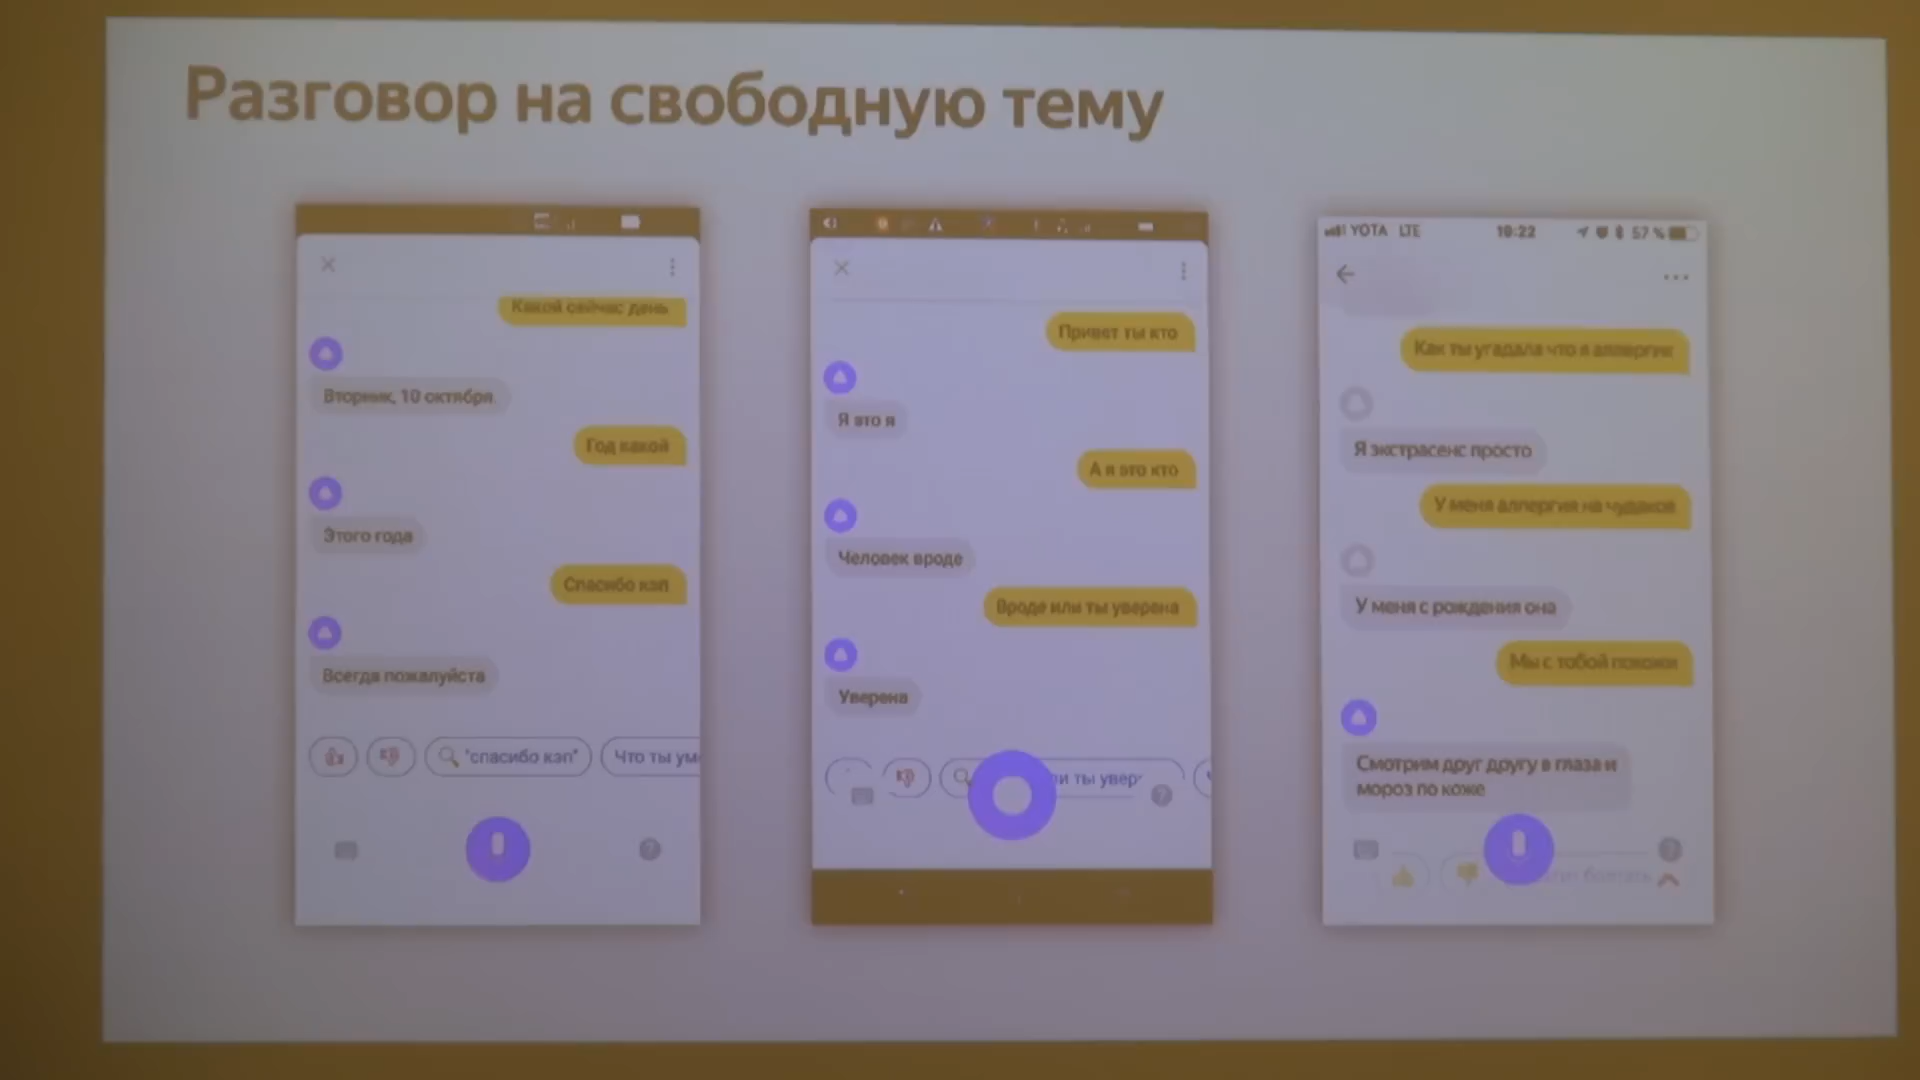 Разговор на свободную тему
Какой сейчас день
Вторник, 10 октября.
Год какой
Этого года
Спасибо кэп
Всегда пожалуйста
"спасибо кэп"
Что ты ум
Привет ты кто
Я это я
А я это кто
Человек вроде
Вроде или ты уверена
Уверена
ли ты увер
YOTA LTE
57 %
Как ты угадала что я аллергик
Я экстрасенс просто
У меня аллергия на чудаков
У меня с рождения она
Мы с тобой похожи
Смотрим друг другу в глаза и
мороз по коже
болтать